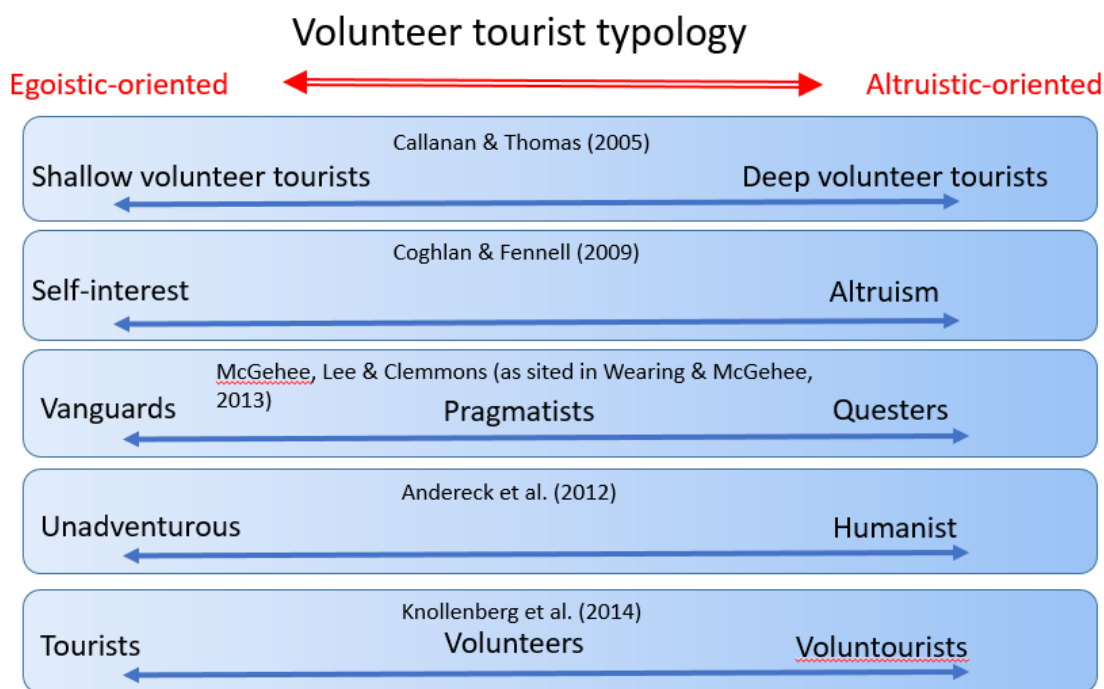 Volunteer tourist typology
Egoistic-oriented Altruistic-oriented
Callanan & Thomas (2005)
Shallow volunteer tourists Deep volunteer tourists
Coghlan & Fennell (2009)
Self-interest Altruism
McGehee, Lee & Clemmons (as sited in Wearing & McGehee,
2013)
Vanguards Pragmatists Questers
Andereck et al. (2012)
Unadventurous Humanist
Knollenberg et al. (2014)
Tourists Volunteers Voluntourists